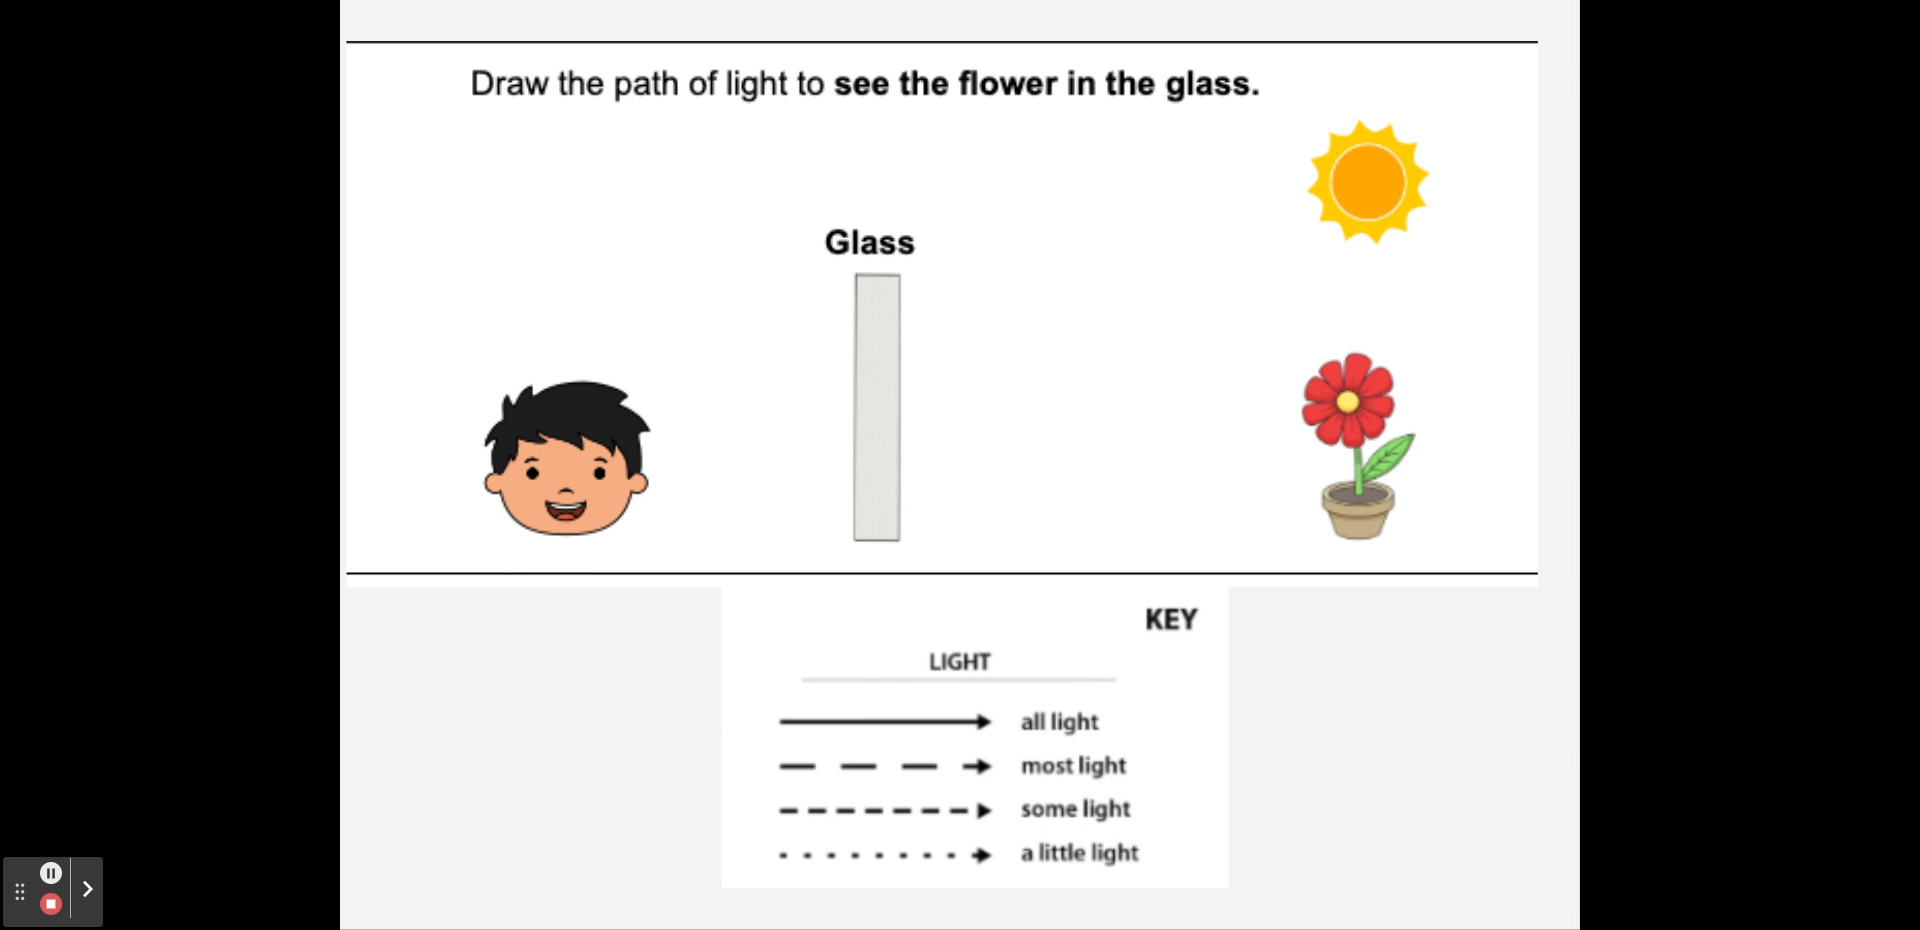 Draw the path of light to see the flower in the glass.
Glass
KEY
LIGHT
all light
most light
some light
a little light